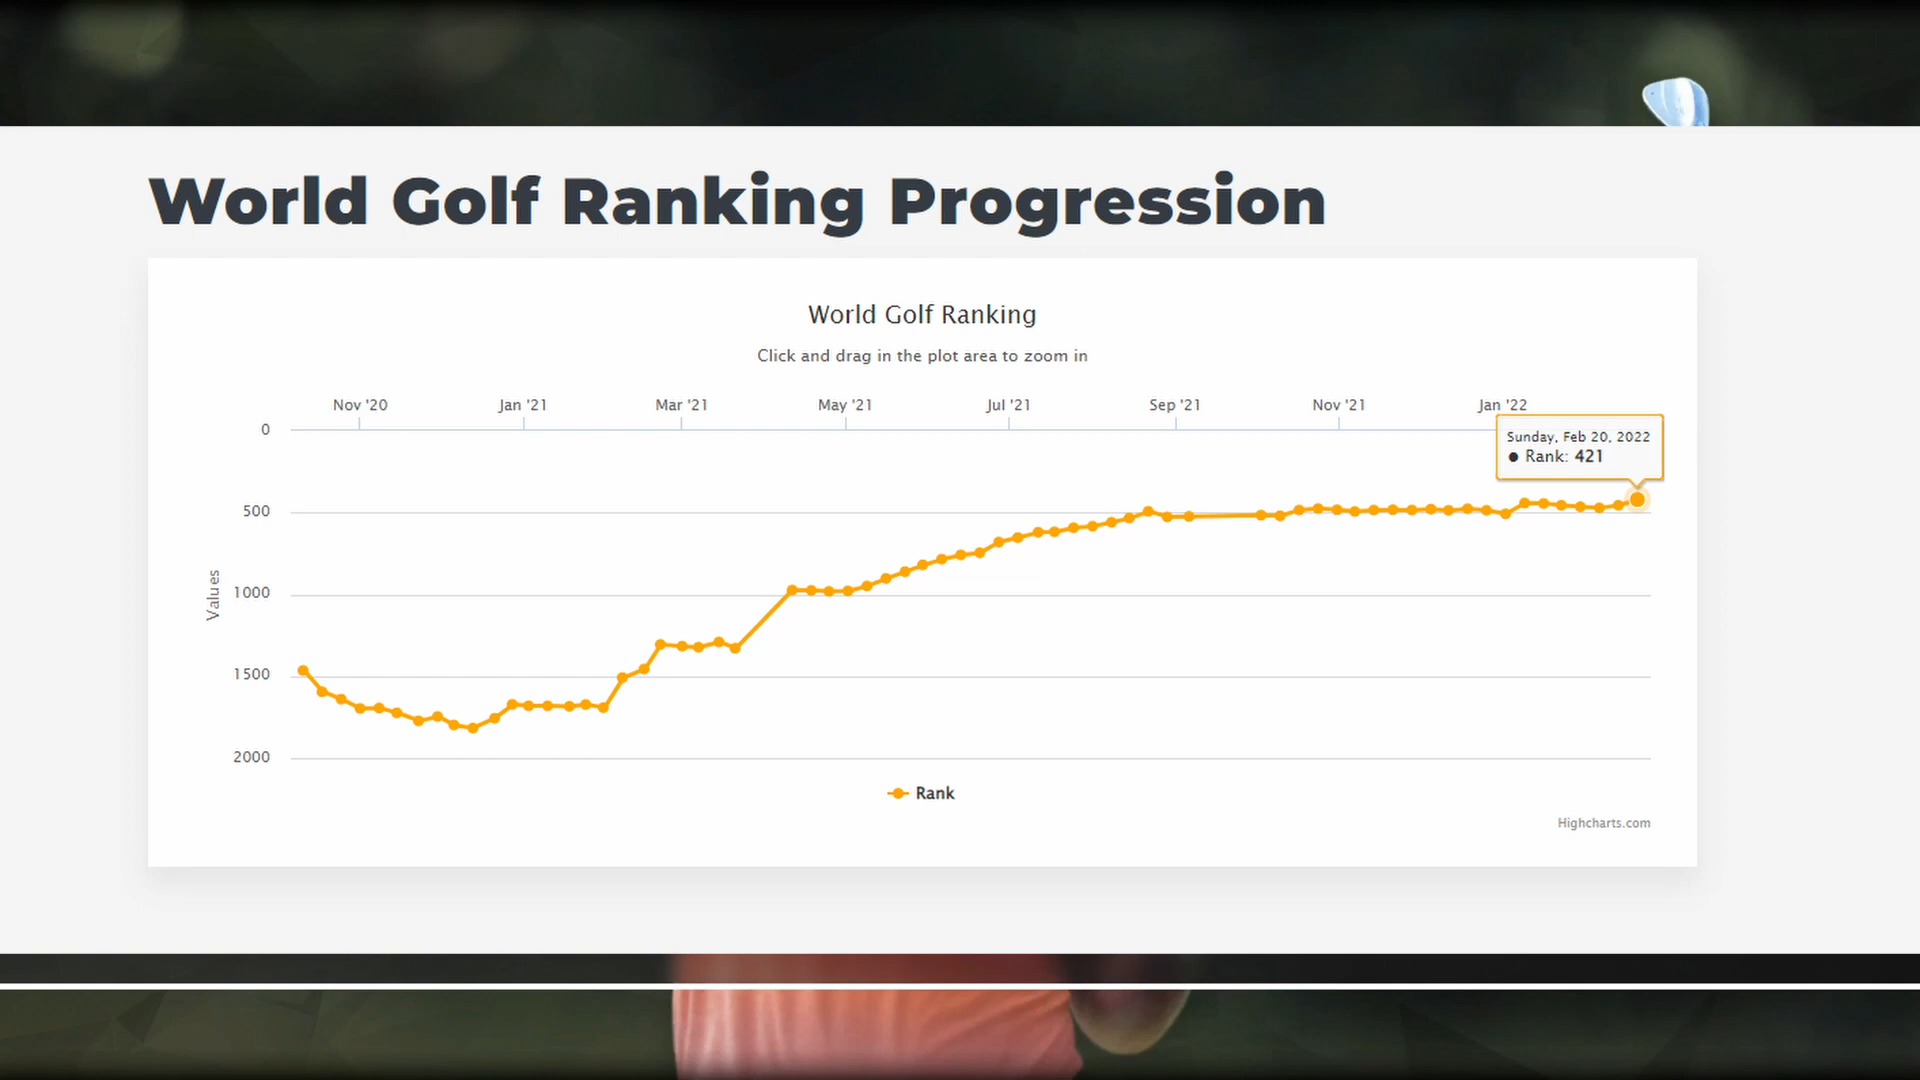 World Golf Ranking Progression
World Golf Ranking
Click and drag in the plot area to zoom in
Nov '20 Jan '21 Mar '21 May '21 Jul '21 Sep '21 Nov '21 Jan '22
0
Sunday, Feb 20, 2022
● Rank: 421
500
1000
Values
1500
2000
Rank
Highcharts.com